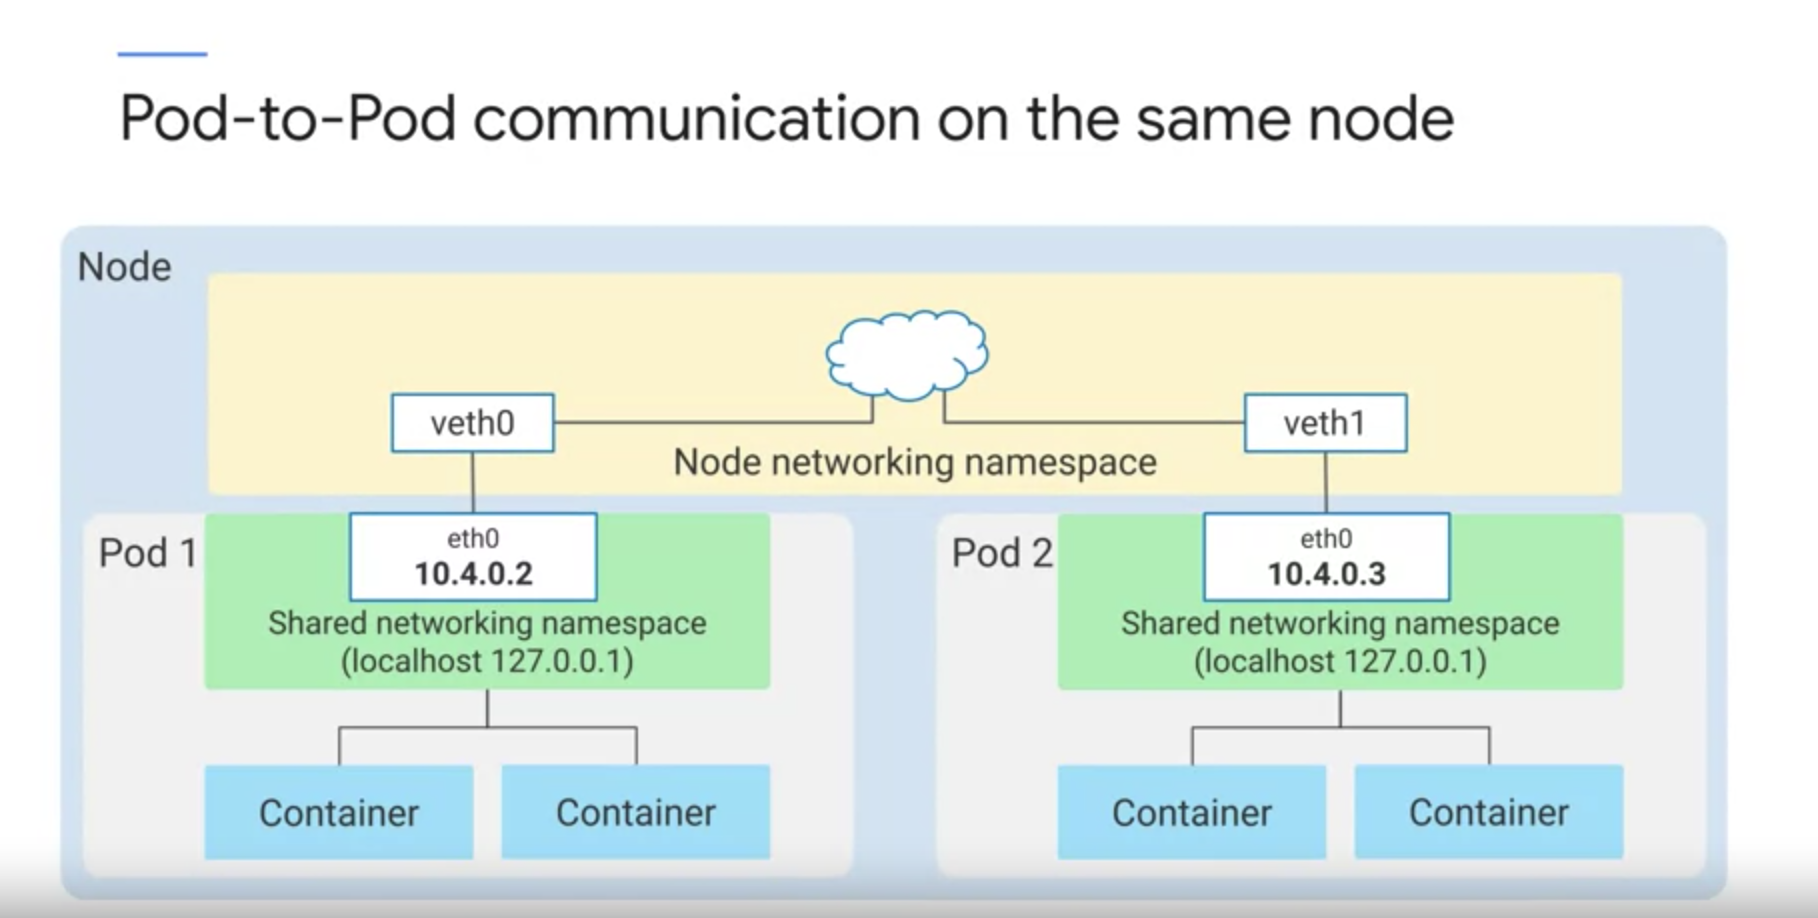 Pod-to-Pod communication on the same node
Node
veth0
veth1
Node networking namespace
Pod 1
eth0
10.4.0.2
Shared networking namespace
(localhost 127.0.0.1)
Container
Container
Pod 2
eth0
10.4.0.3
Shared networking namespace
(localhost 127.0.0.1)
Container
Container